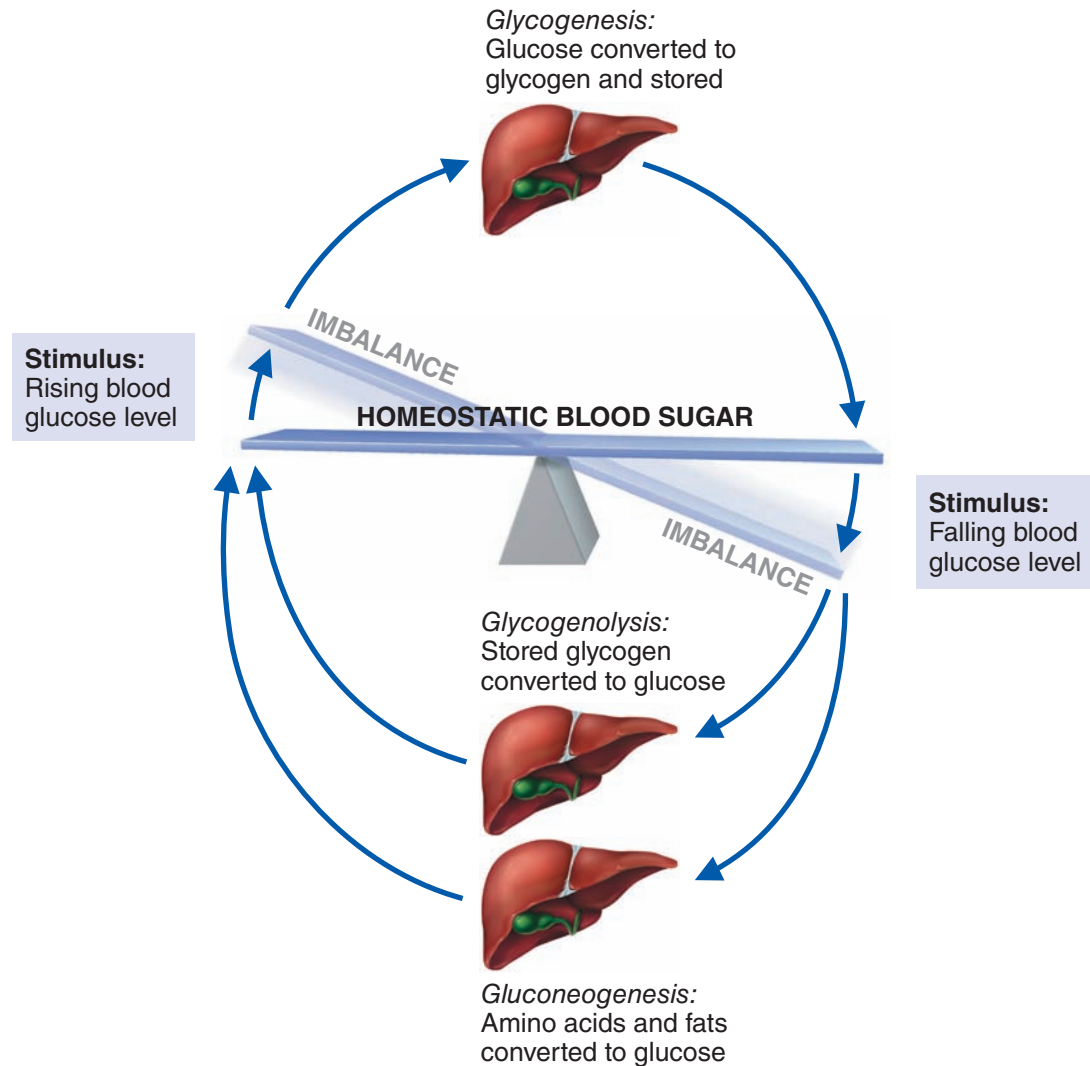 Glycogenesis:
Glucose converted to
glycogen and stored
IMBALANCE
Stimulus:
Rising blood
glucose level
HOMEOSTATIC BLOOD SUGAR
Stimulus:
Falling blood
glucose level
IMBALANCE
Glycogenolysis:
Stored glycogen
converted to glucose
Gluconeogenesis:
Amino acids and fats
converted to glucose